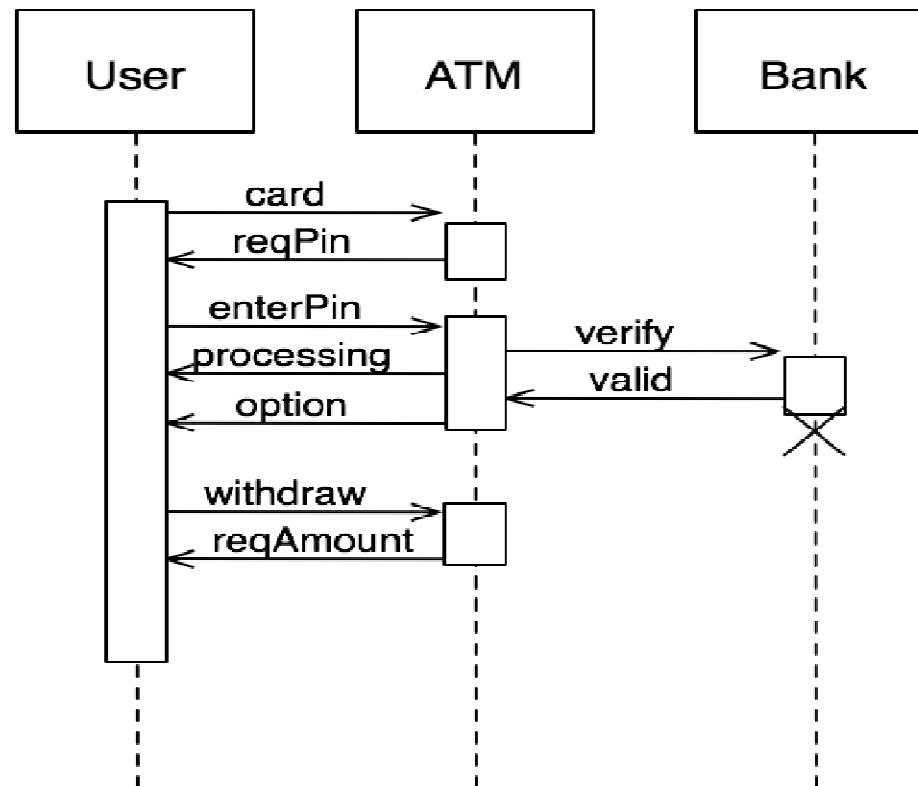 User
ATM
Bank
card
reqPin
enterPin
verify
processing
valid
option
withdraw
reqAmount